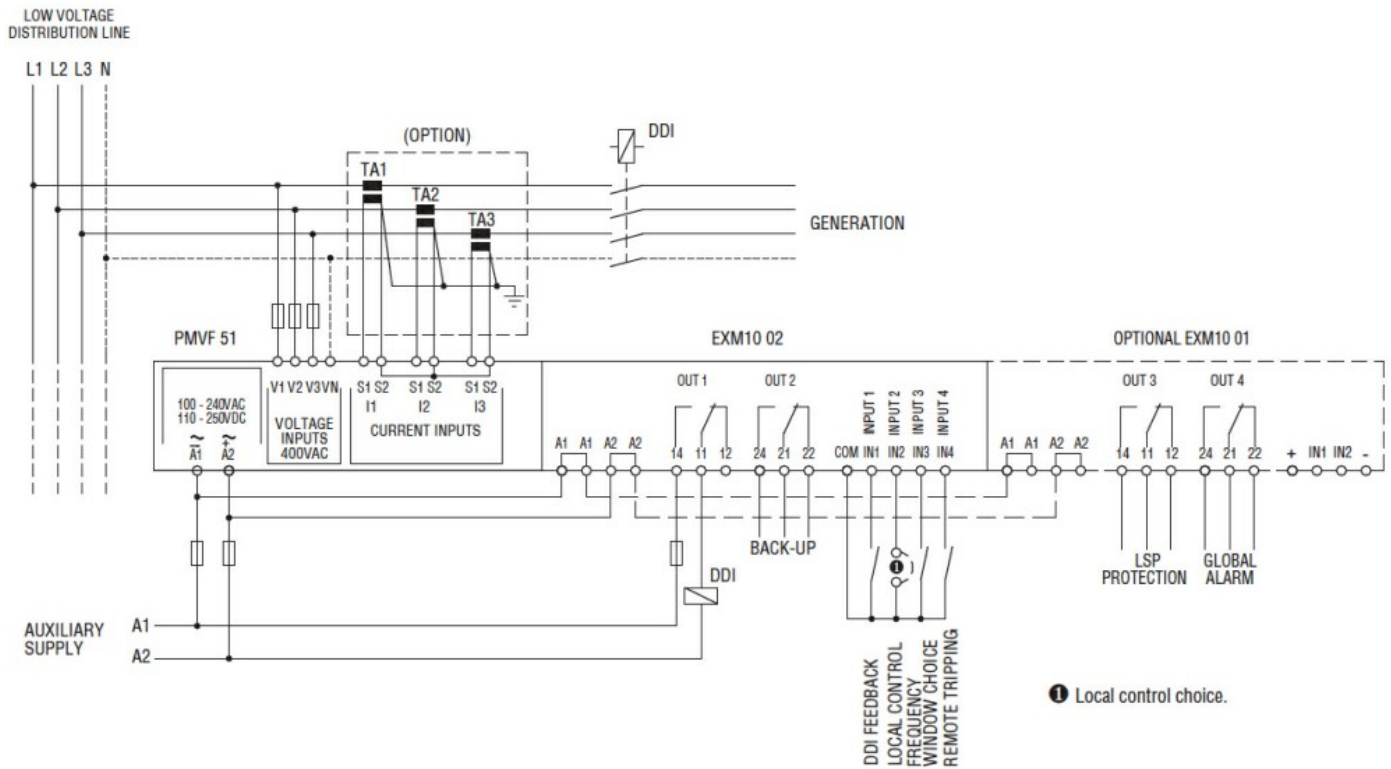 LOW VOLTAGE
DISTRIBUTION LINE
L1 L2 L3 N
(OPTION)
DDI
TA1
TA2
TA3
GENERATION
PMVF 51
EXM10 02
OPTIONAL EXM10 01
100 - 240VAC
110 - 250VDC
~ ~
– +
A1 A2
V1 V2 V3 VN
VOLTAGE
INPUTS
400VAC
S1 S2 S1 S2 S1 S2
I1 I2 I3
CURRENT INPUTS
OUT 1
OUT 2
INPUT 1
INPUT 2
INPUT 3
INPUT 4
OUT 3
OUT 4
A1 A1 A2 A2
14 11 12
24 21 22
COM IN1 IN2 IN3 IN4
A1 A1 A2 A2
14 11 12
24 21 22
+ IN1 IN2 -
BACK-UP
❶
LSP
PROTECTION
GLOBAL
ALARM
DDI
AUXILIARY
SUPPLY
A1
A2
DDI FEEDBACK
LOCAL CONTROL
FREQUENCY
WINDOW CHOICE
REMOTE TRIPPING
❶ Local control choice.